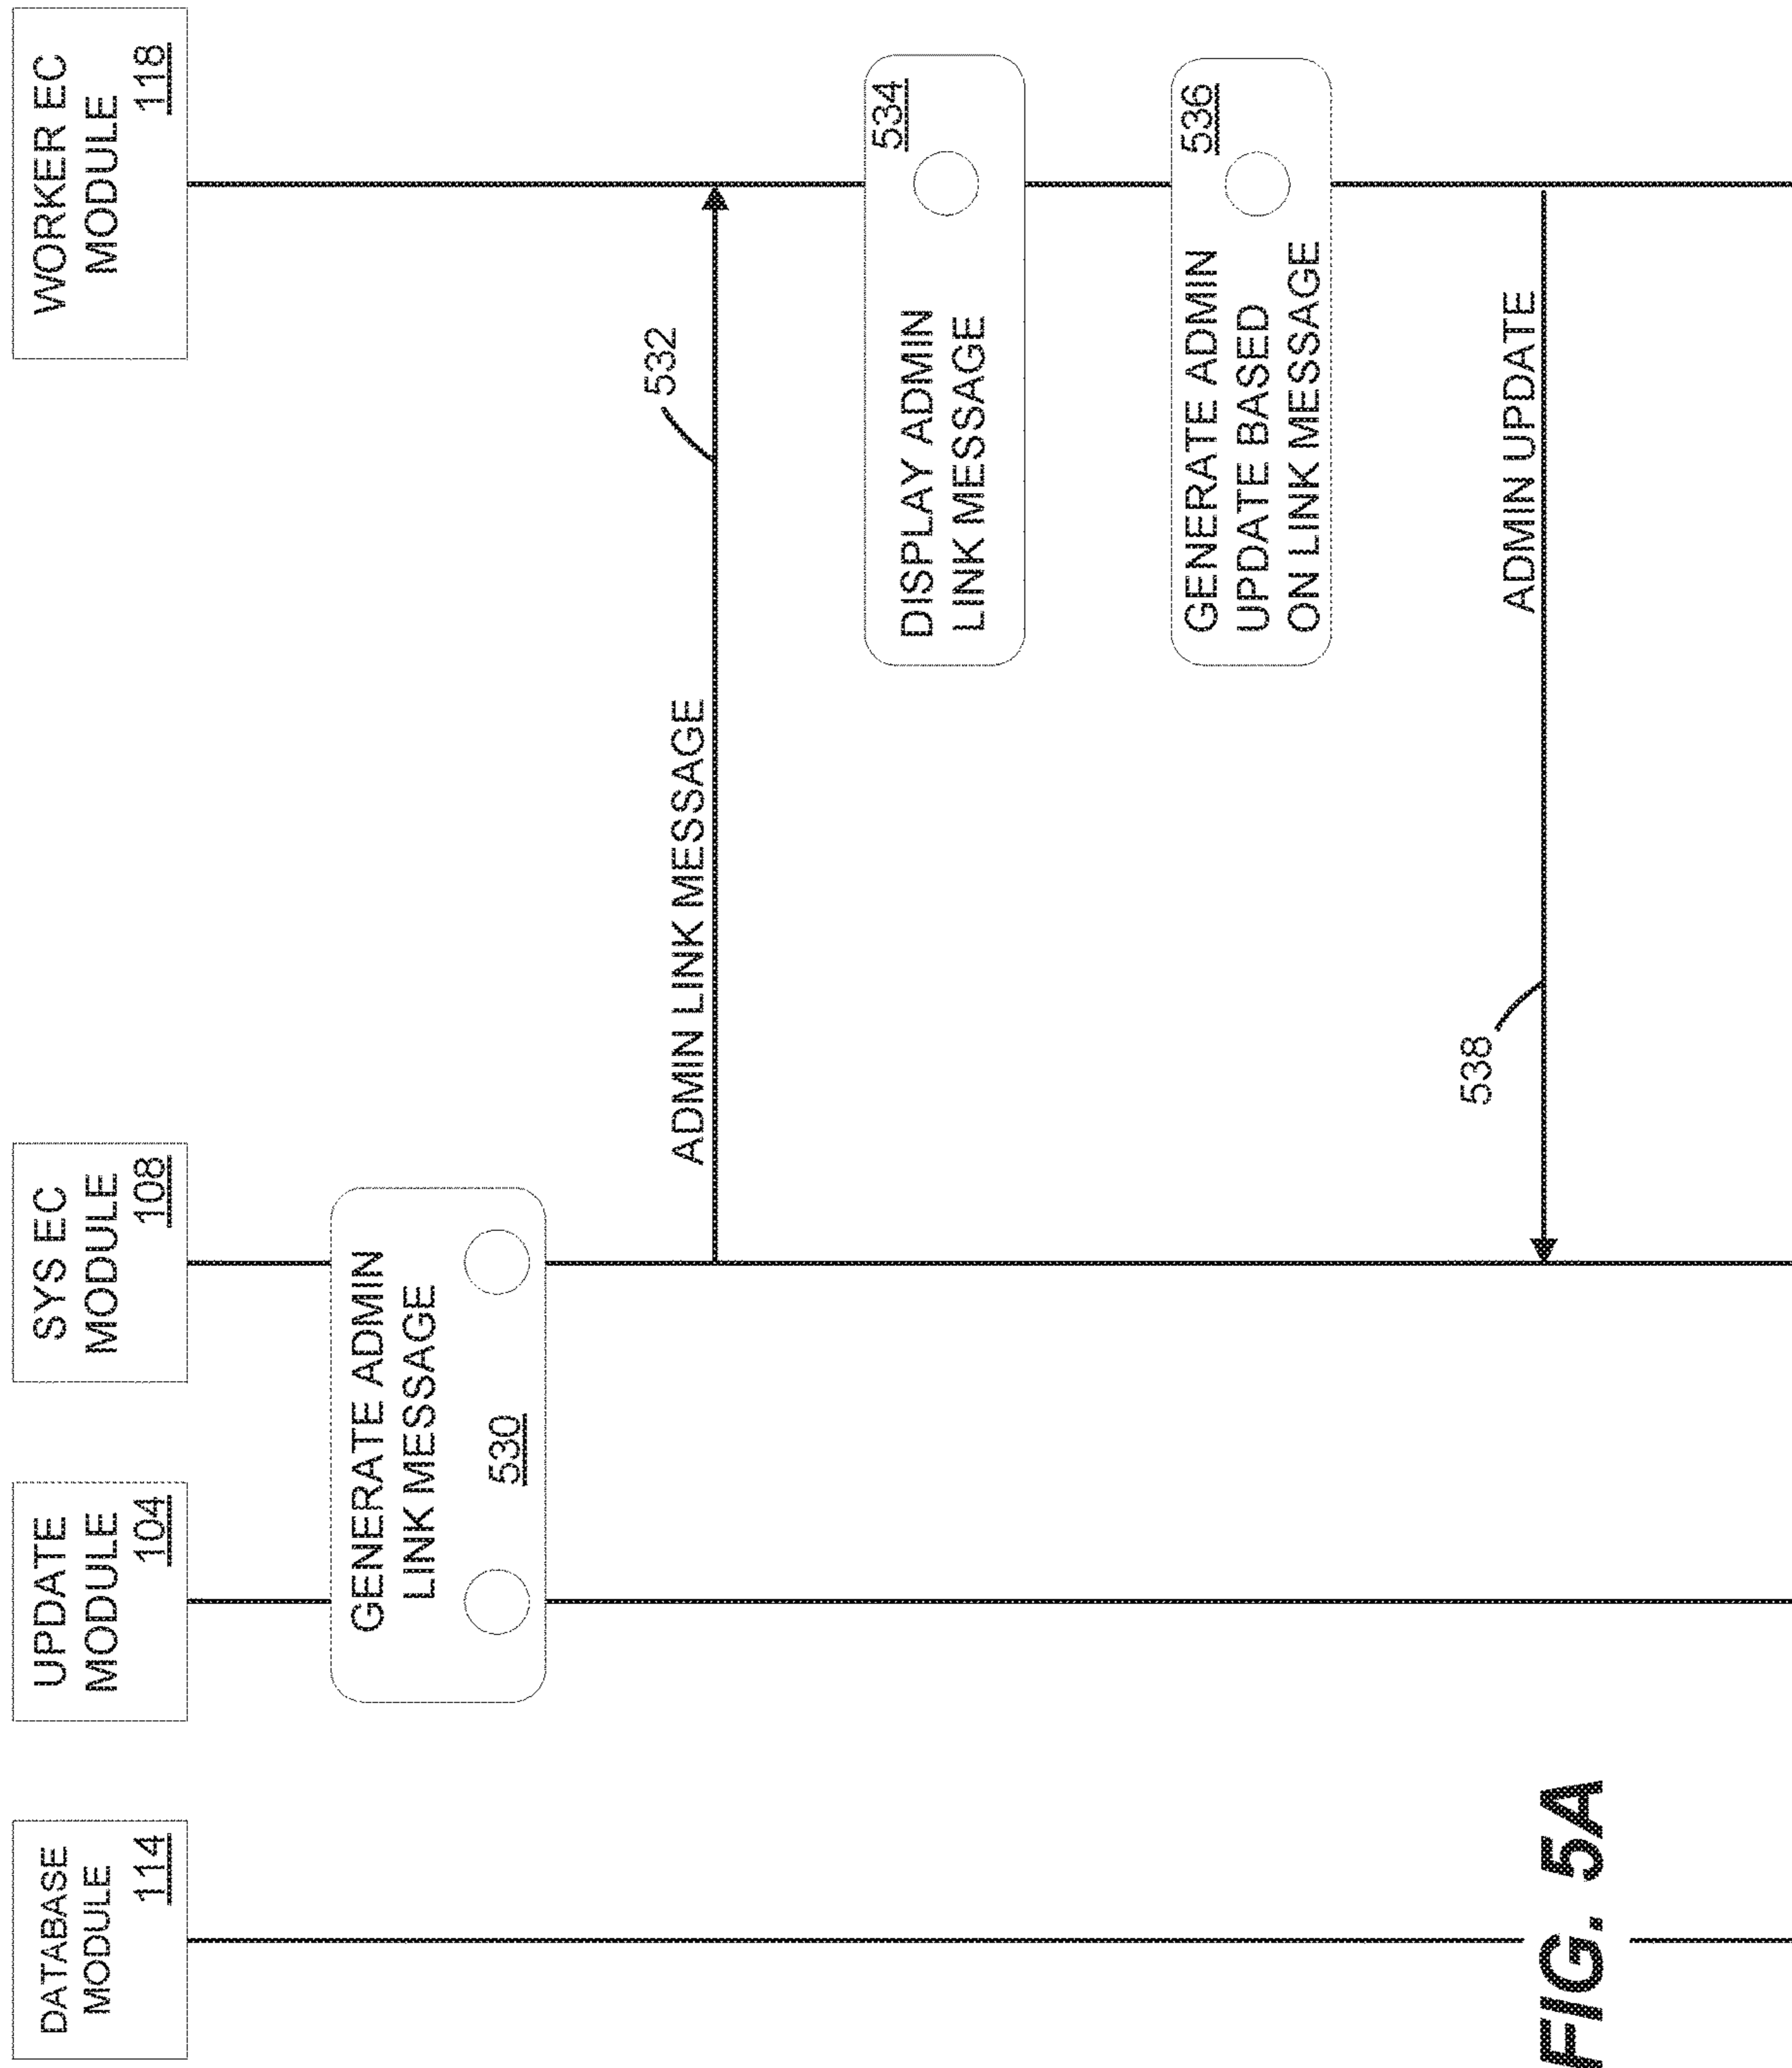 DATABASE
MODULE
114
UPDATE
MODULE
104
SYS EC
MODULE
108
WORKER EC
MODULE
118
GENERATE ADMIN
LINK MESSAGE
530
532
ADMIN LINK MESSAGE
534
DISPLAY ADMIN
LINK MESSAGE
536
GENERATE ADMIN
UPDATE BASED
ON LINK MESSAGE
538
ADMIN UPDATE
FIG. 5A